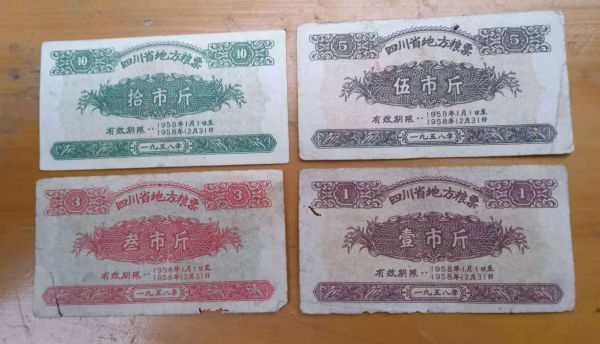 10 四川省地方粮票 10
拾市斤
有效期限‥1958年1月1日至
1958年12月31日
一九五八年
5 四川省地方粮票 5
伍市斤
有效期限‥1958年1月1日至
1958年12月31日
一九五八年
3 四川省地方粮票 3
叁市斤
有效期限‥1958年1月1日至
1958年12月31日
一九五八年
1 四川省地方粮票 1
壹市斤
有效期限‥1958年1月1日至
1958年12月31日
一九五八年